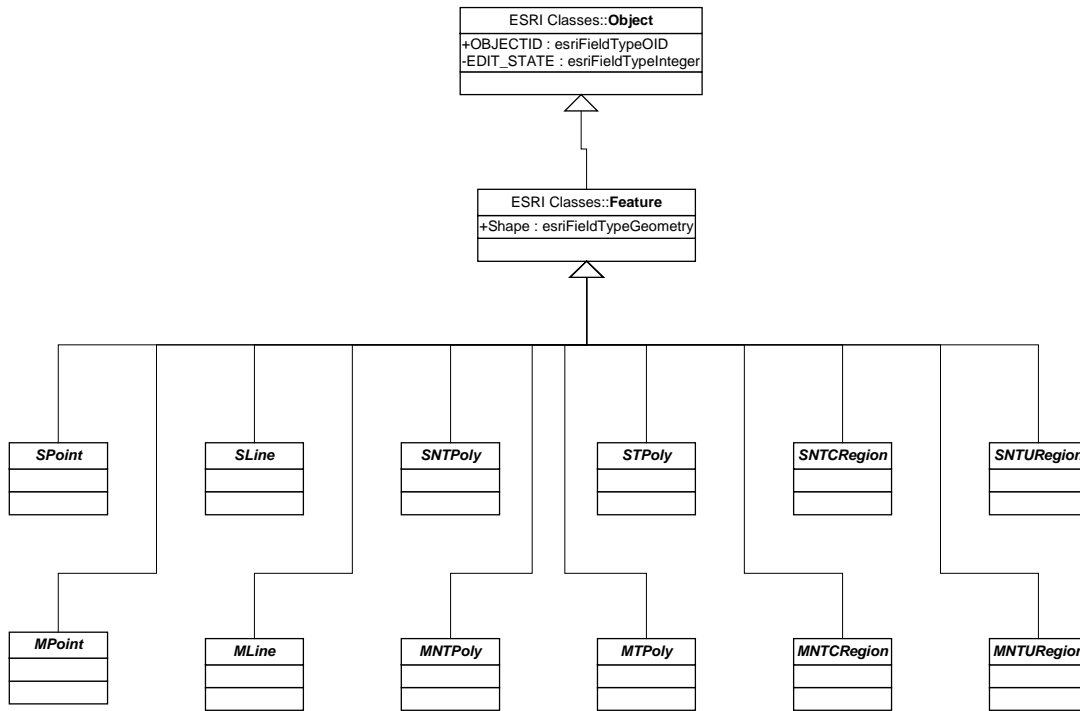 ESRI Classes::Object
+OBJECTID : esriFieldTypeOID
-EDIT_STATE : esriFieldTypeInteger
ESRI Classes::Feature
+Shape : esriFieldTypeGeometry
SPoint
SLine
SNTPoly
STPoly
SNTCRegion
SNTURegion
MPoint
MLine
MNTPoly
MTPoly
MNTCRegion
MNTURegion